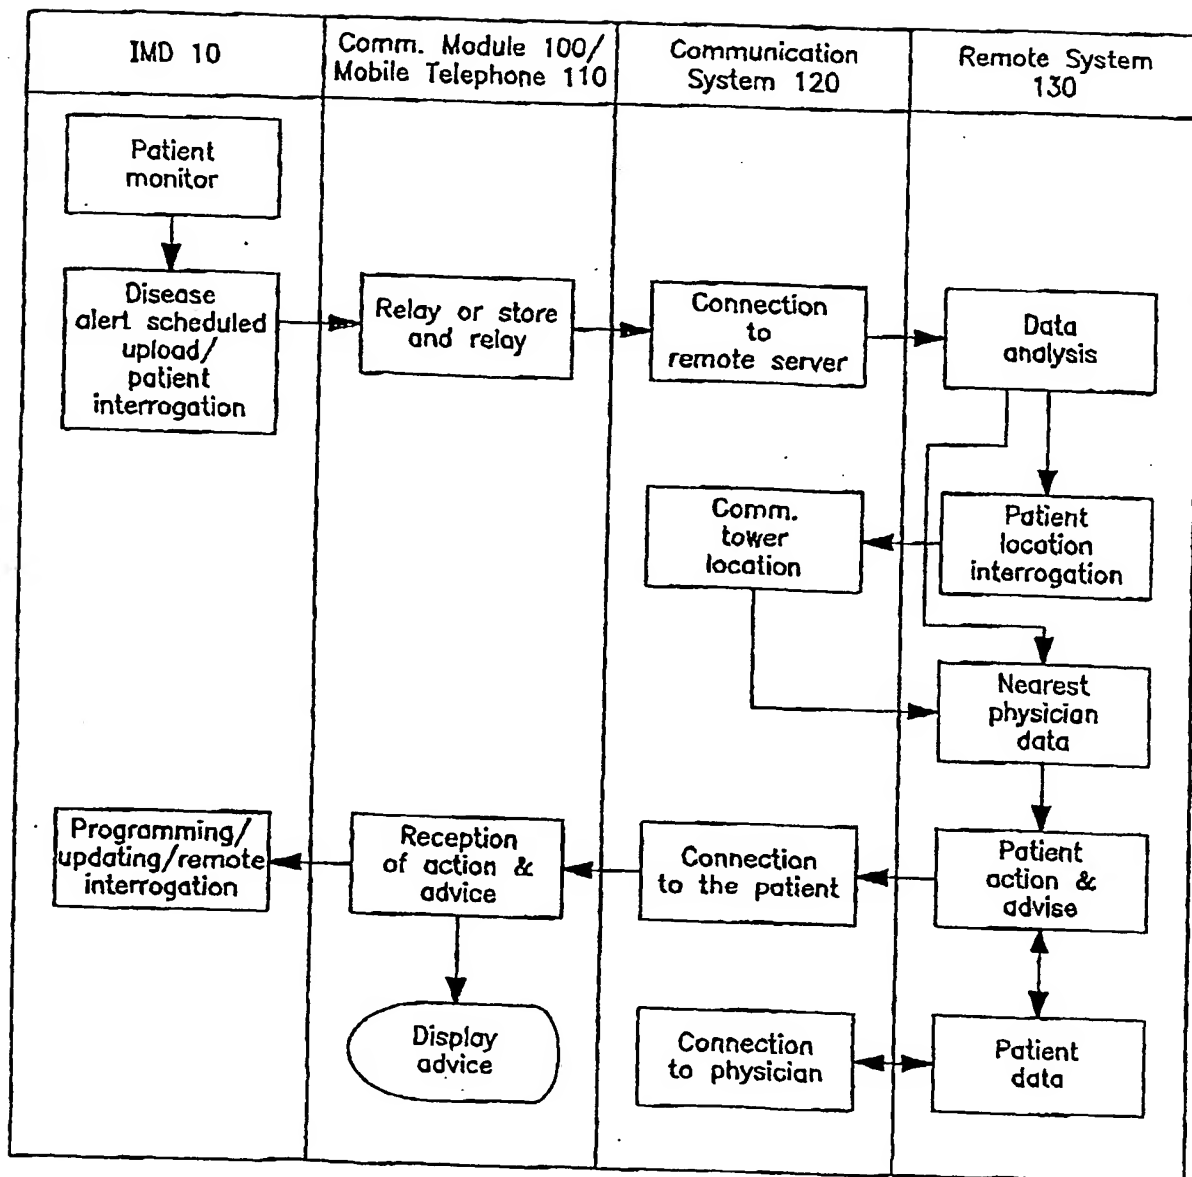 IMD 10
Comm. Module 100/
Mobile Telephone 110
Communication
System 120
Remote System
130
Patient
monitor
Disease
alert scheduled
upload/
patient
interrogation
Relay or store
and relay
Connection
to
remote server
Data
analysis
Comm.
tower
location
Patient
location
interrogation
Nearest
physician
data
Programming/
updating/remote
interrogation
Reception
of action &
advice
Connection
to the patient
Patient
action &
advise
Display
advice
Connection
to physician
Patient
data